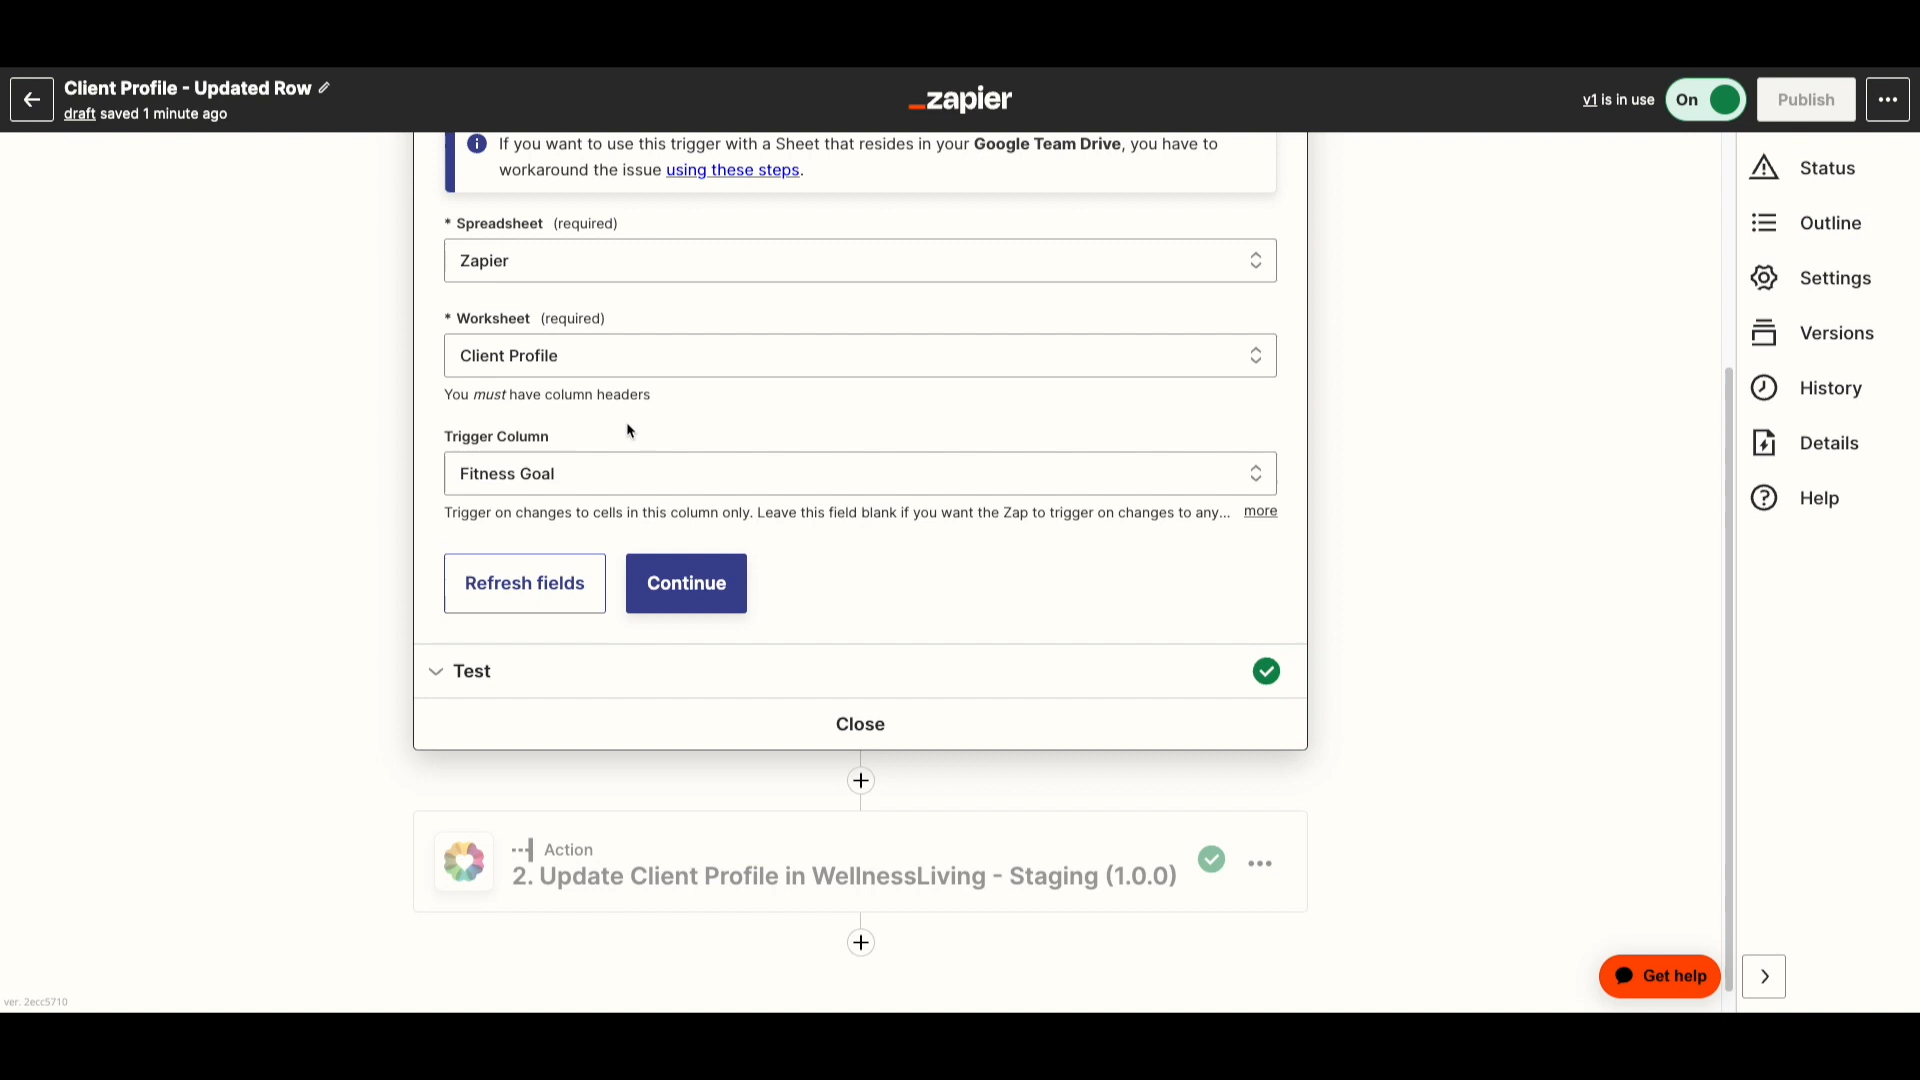 Client Profile - Updated Row
draft saved 1 minute ago
_zapier
v1 is in use
On
Publish
If you want to use this trigger with a Sheet that resides in your Google Team Drive, you have to
workaround the issue using these steps.
* Spreadsheet (required)
Zapier
* Worksheet (required)
Client Profile
You must have column headers
Trigger Column
Fitness Goal
Trigger on changes to cells in this column only. Leave this field blank if you want the Zap to trigger on changes to any... more
Refresh fields
Continue
Test
Close
Action
2. Update Client Profile in WellnessLiving - Staging (1.0.0)
Status
Outline
Settings
Versions
History
Details
Help
Get help
ver. 2ecc5710